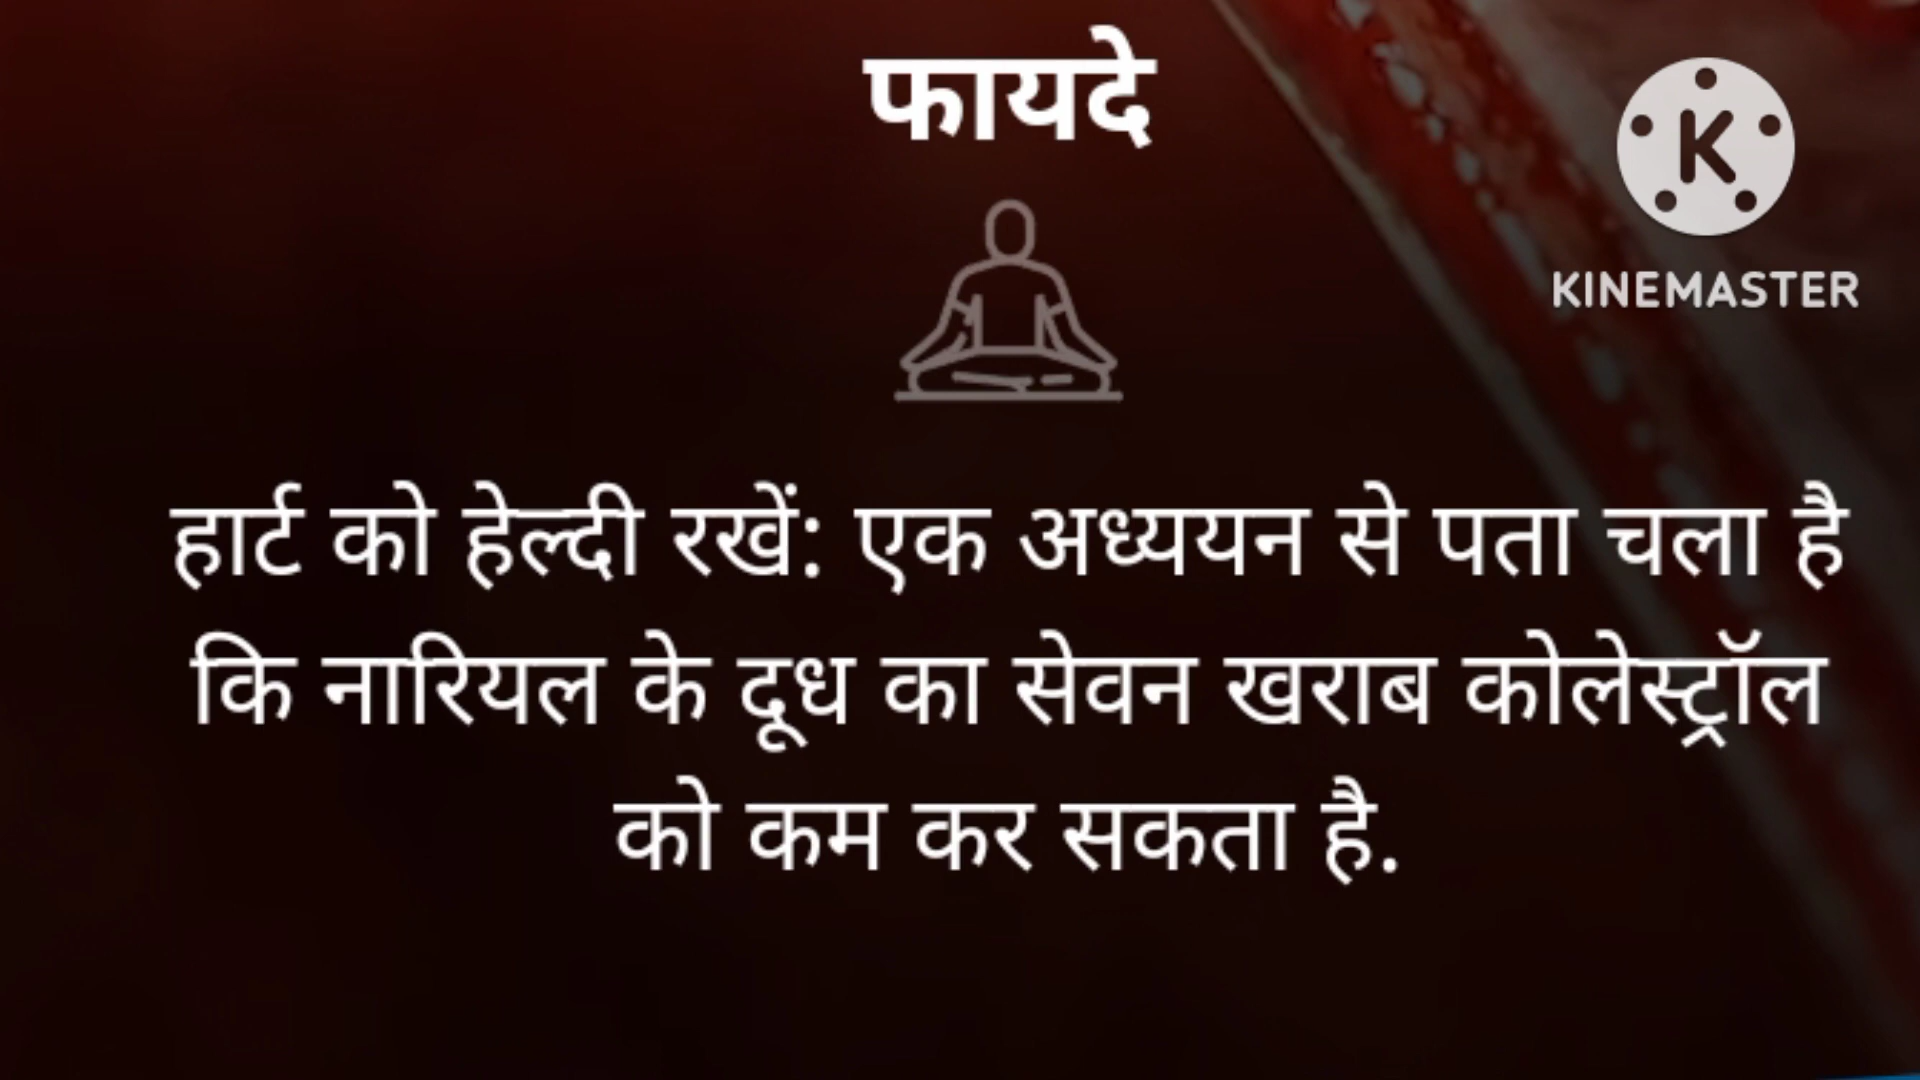 फायदे
K
KINEMASTER
हार्ट को हेल्दी रखें: एक अध्ययन से पता चला है
कि नारियल के दूध का सेवन खराब कोलेस्ट्रॉल
को कम कर सकता है.